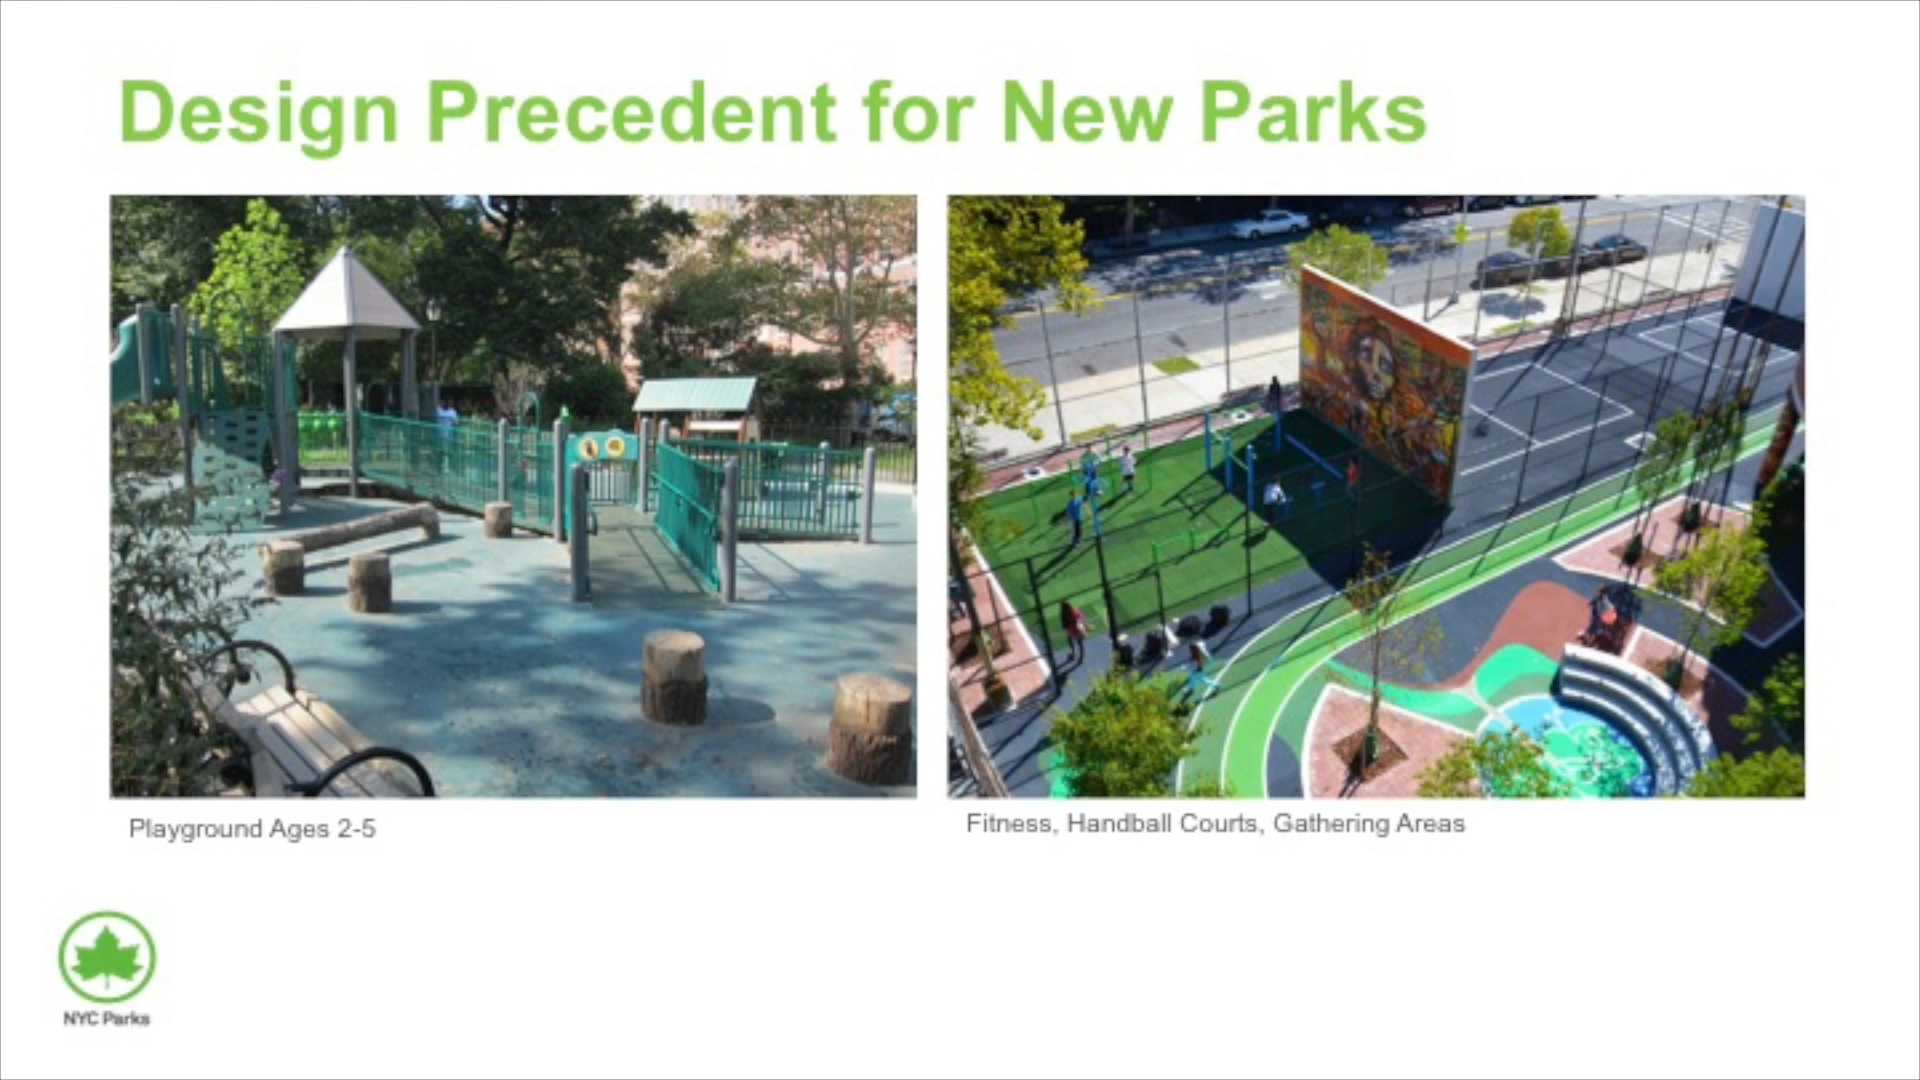 Design Precedent for New Parks
Playground Ages 2-5
Fitness, Handball Courts, Gathering Areas
NYC Parks